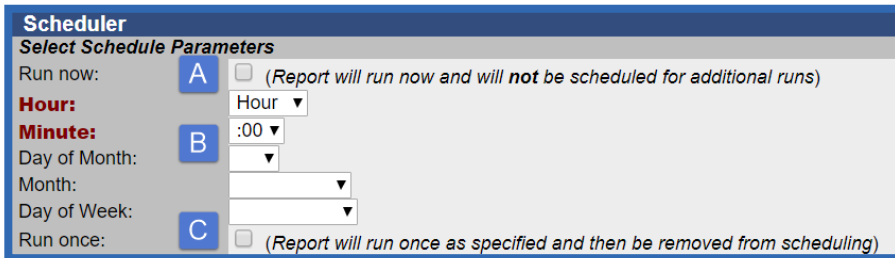 Scheduler
Select Schedule Parameters
Run now: A (Report will run now and will not be scheduled for additional runs)
Hour: Hour
Minute: :00
B
Day of Month:
Month:
Day of Week:
C
Run once: (Report will run once as specified and then be removed from scheduling)